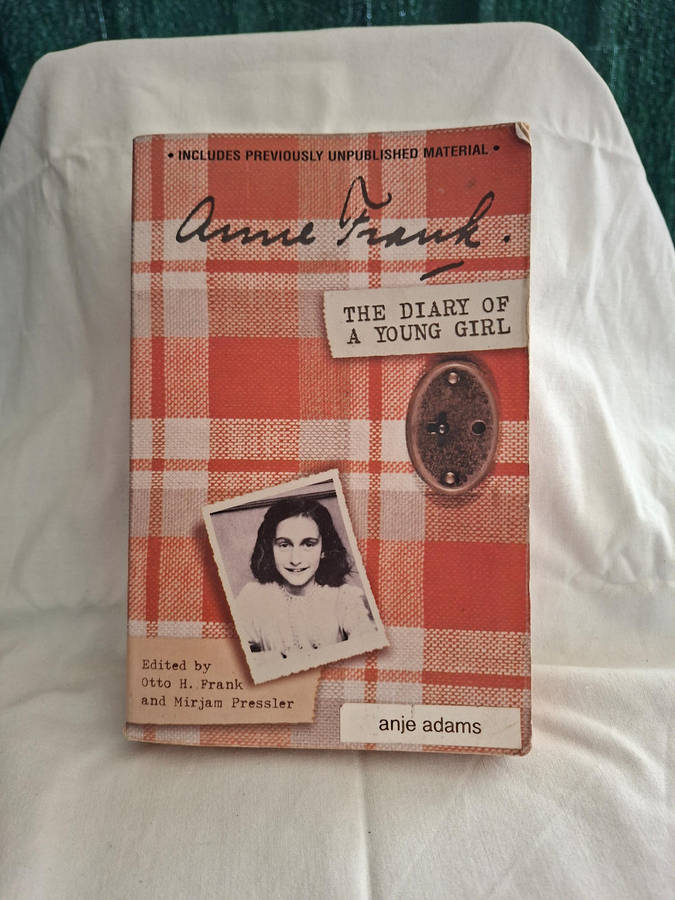 • INCLUDES PREVIOUSLY UNPUBLISHED MATERIAL •
Anne Frank.
THE DIARY OF
A YOUNG GIRL
Edited by
Otto H. Frank
and Mirjam Pressler
anje adams